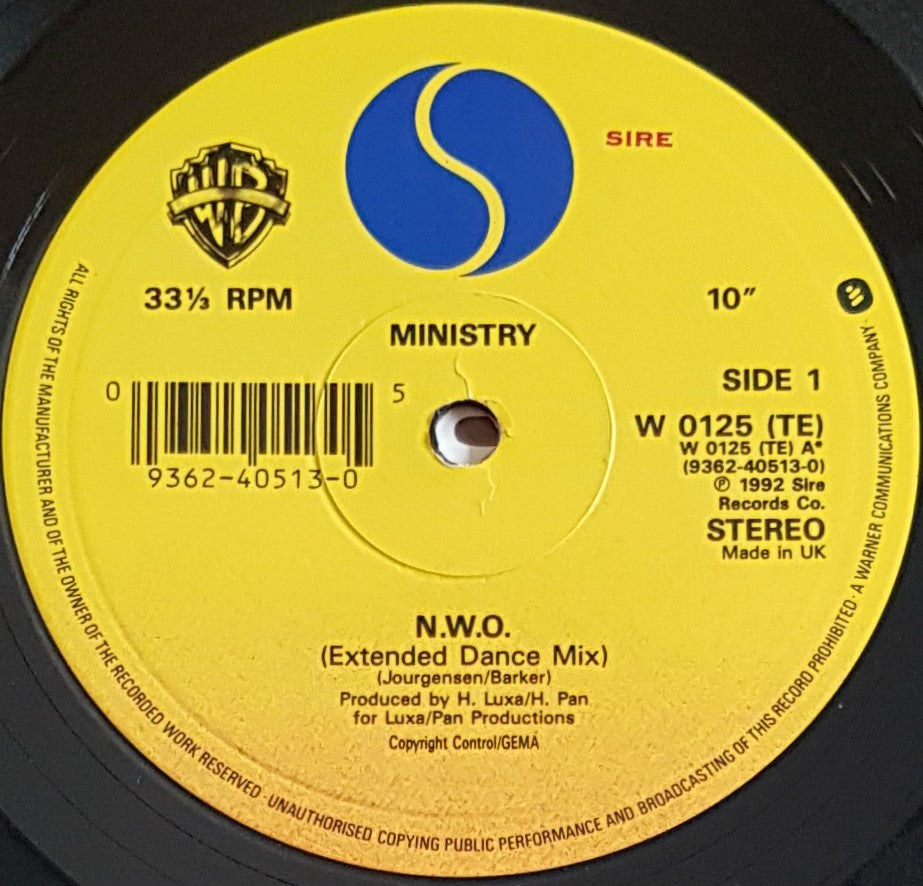 SIRE
WB
33⅓ RPM
10"
MINISTRY
0
5
9362-40513-0
SIDE 1
W 0125 (TE)
W 0125 (TE) A*
(9362-40513-0)
℗ 1992 Sire
Records Co.
STEREO
Made in UK
N.W.O.
(Extended Dance Mix)
(Jourgensen/Barker)
Produced by H. Luxa/H. Pan
for Luxa/Pan Productions
Copyright Control/GEMA
ALL RIGHTS OF THE MANUFACTURER AND OF THE OWNER OF THE RECORDED WORK RESERVED · UNAUTHORISED COPYING PUBLIC PERFORMANCE AND BROADCASTING OF THIS RECORD PROHIBITED · A WARNER COMMUNICATIONS COMPANY ·